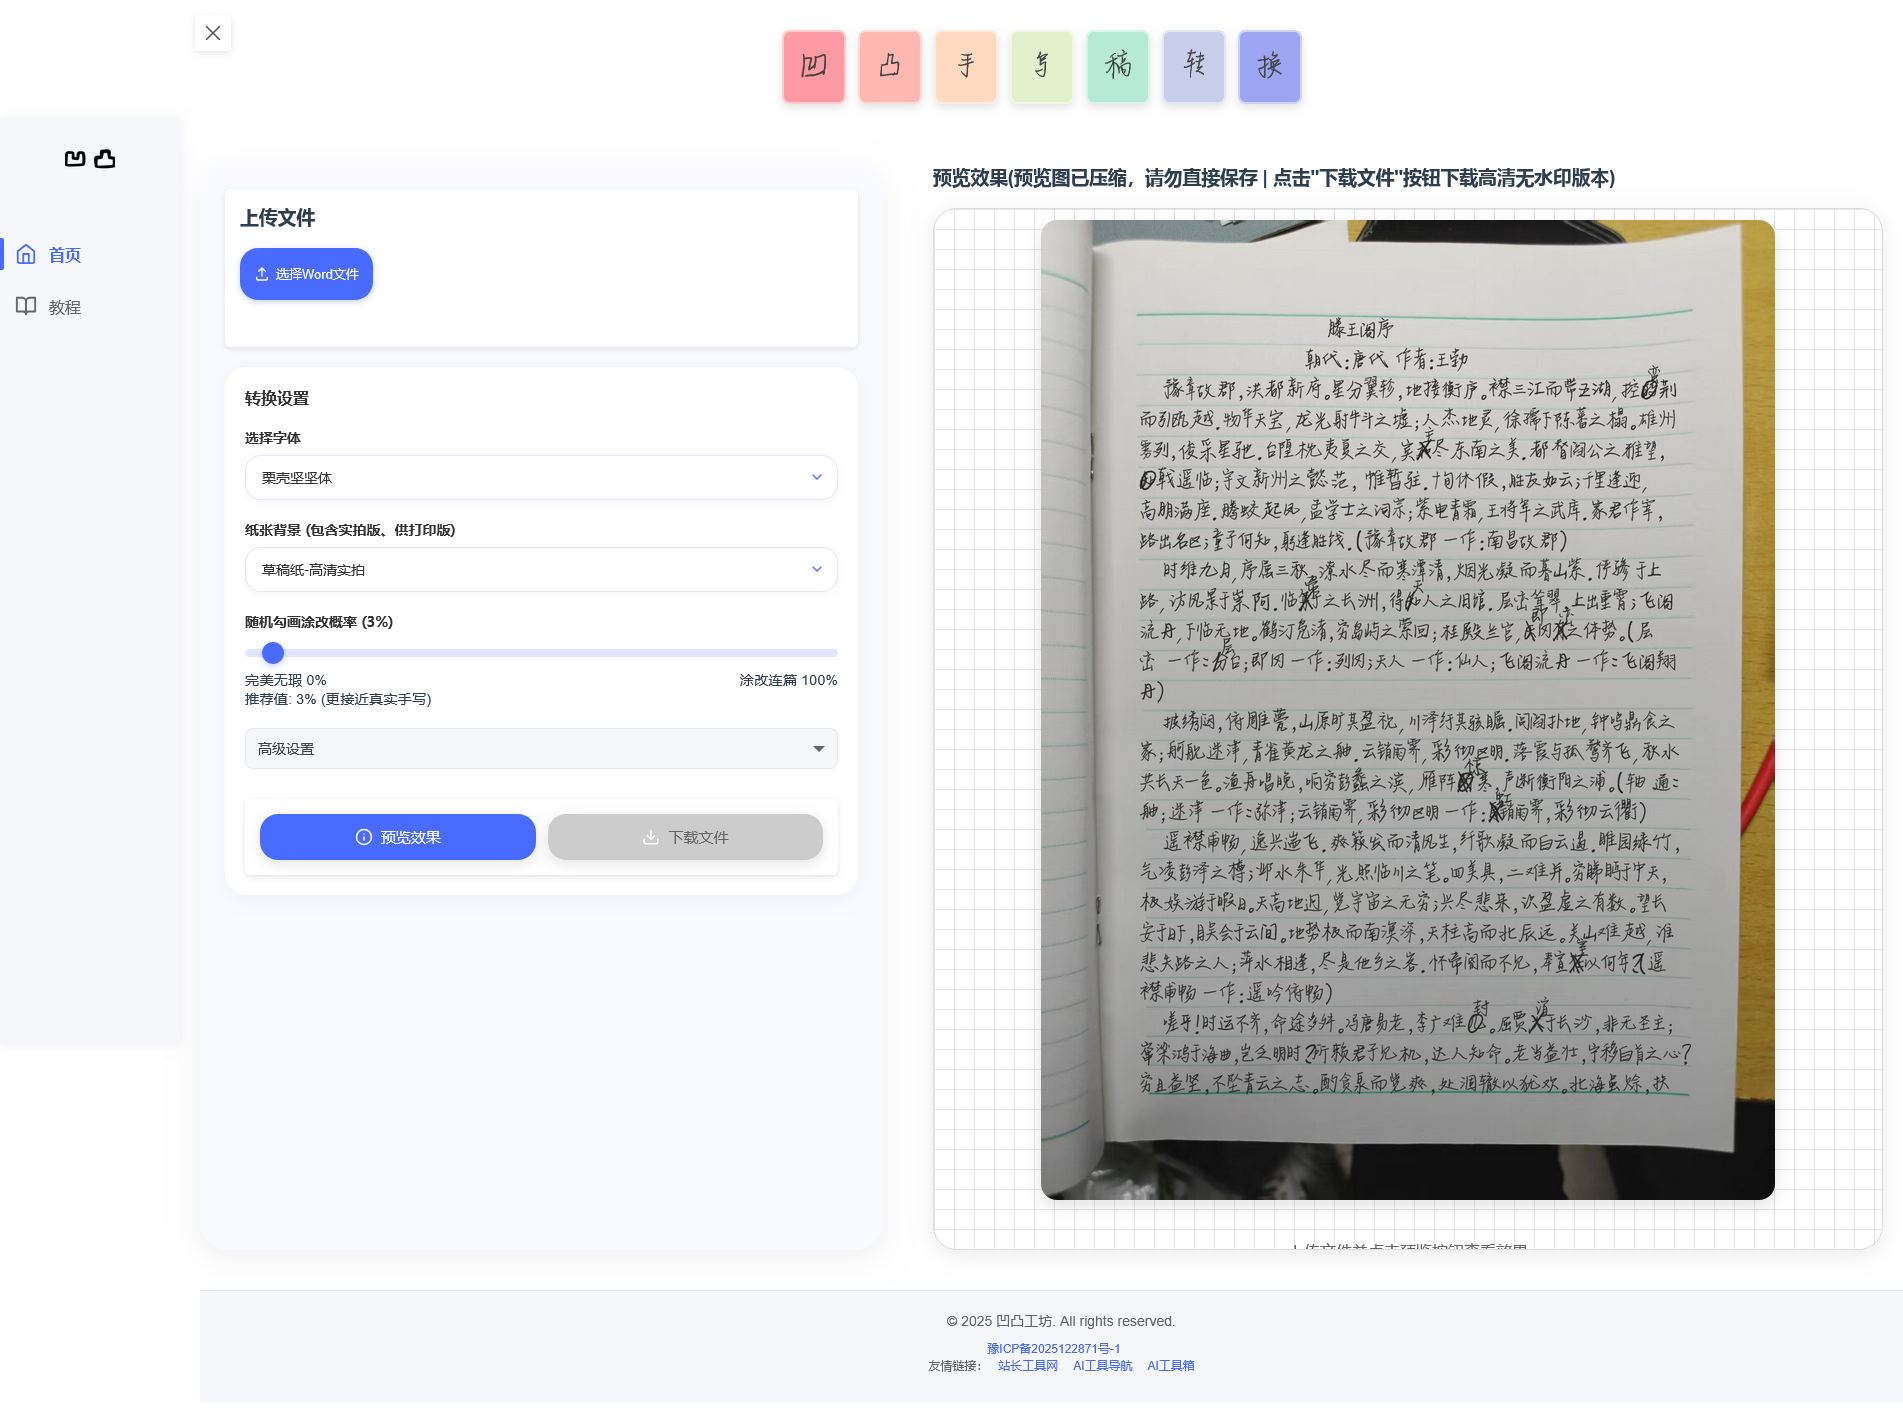 凹 凸 手 写 稿 转 换
凹 凸
首页
教程
上传文件
选择Word文件
转换设置
选择字体
栗壳坚坚体
纸张背景 (包含实拍版、供打印版)
草稿纸-高清实拍
随机勾画涂改概率 (3%)
完美无瑕 0%
涂改连篇 100%
推荐值: 3% (更接近真实手写)
高级设置
预览效果
下载文件
预览效果(预览图已压缩，请勿直接保存 | 点击"下载文件"按钮下载高清无水印版本)
滕王阁序
朝代:唐代 作者:王勃
豫章故郡,洪都新府。星分翼轸,地接衡庐。襟三江而带五湖,控蛮荆
而引瓯越.物华天宝,龙光射牛斗之墟;人杰地灵,徐孺下陈蕃之榻。雄州
雾列,俊采星驰.台隍枕夷夏之交,宾主尽东南之美.都督阎公之雅望,
戟遥临;宇文新州之懿范, 惟暂驻.十旬休假,胜友如云;千里逢迎,
高朋满座.腾蛟起凤,孟学士之词宗;紫电青霜,王将军之武库.家君作宰,
路出名区;童子何知,躬逢胜饯.(豫章故郡 一作:南昌故郡)
时维九月,序属三秋.潦水尽而寒潭清,烟光凝而暮山紫.俨骖于上
路,访风景于崇阿.临帝子之长洲,得天人之旧馆.层峦耸翠,上出重霄;飞阁
流丹,下临无地。鹤汀凫渚,穷岛屿之萦回;桂殿兰宫,即冈峦之体势。(层
峦 一作:层台;即冈 一作:列冈;天人 一作:仙人;飞阁流丹 一作:飞阁翔
丹)
披绣闼,俯雕甍,山原旷其盈视,川泽纡其骇瞩.闾阎扑地,钟鸣鼎食之
家;舸舰迷津,青雀黄龙之舳.云销雨霁,彩彻区明.落霞与孤鹜齐飞,秋水
共长天一色。渔舟唱晚,响穷彭蠡之滨,雁阵惊寒,声断衡阳之浦。(轴 通:
舳;迷津 一作:弥津;云销雨霁,彩彻区明 一作:虹销雨霁,彩彻云衢)
遥襟甫畅,逸兴遄飞.爽籁发而清风生,纤歌凝而白云遏.睢园绿竹,
气凌彭泽之樽;邺水朱华,光照临川之笔。四美具,二难并。穷睇眄于中天,
极娱游于暇日。天高地迥,觉宇宙之无穷;兴尽悲来,识盈虚之有数。望长
安于日下,目吴会于云间。地势极而南溟深,天柱高而北辰远。关山难越,谁
悲失路之人;萍水相逢,尽是他乡之客.怀帝阍而不见,奉宣室以何年?(遥
襟甫畅 一作:遥吟俯畅)
嗟乎!时运不齐,命途多舛.冯唐易老,李广难封。屈贾谊于长沙,非无圣主;
窜梁鸿于海曲,岂乏明时?所赖君子见机,达人知命。老当益壮,宁移白首之心?
穷且益坚,不坠青云之志。酌贪泉而觉爽,处涸辙以犹欢。北海虽赊,扶
上传文件并点击预览按钮查看效果
© 2025 凹凸工坊. All rights reserved.
豫ICP备2025122871号-1
友情链接： 站长工具网 AI工具导航 AI工具箱